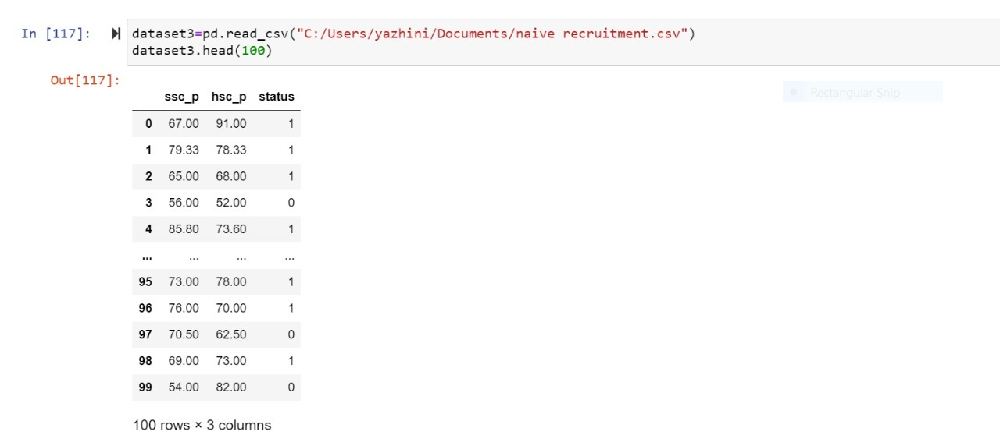 In [117]: dataset3=pd.read_csv("C:/Users/yazhini/Documents/naive recruitment.csv")
dataset3.head(100)
Out[117]:
Rectangular Snip
ssc_p hsc_p status
0 67.00 91.00 1
1 79.33 78.33 1
2 65.00 68.00 1
3 56.00 52.00 0
4 85.80 73.60 1
... ... ... ...
95 73.00 78.00 1
96 76.00 70.00 1
97 70.50 62.50 0
98 69.00 73.00 1
99 54.00 82.00 0
100 rows × 3 columns